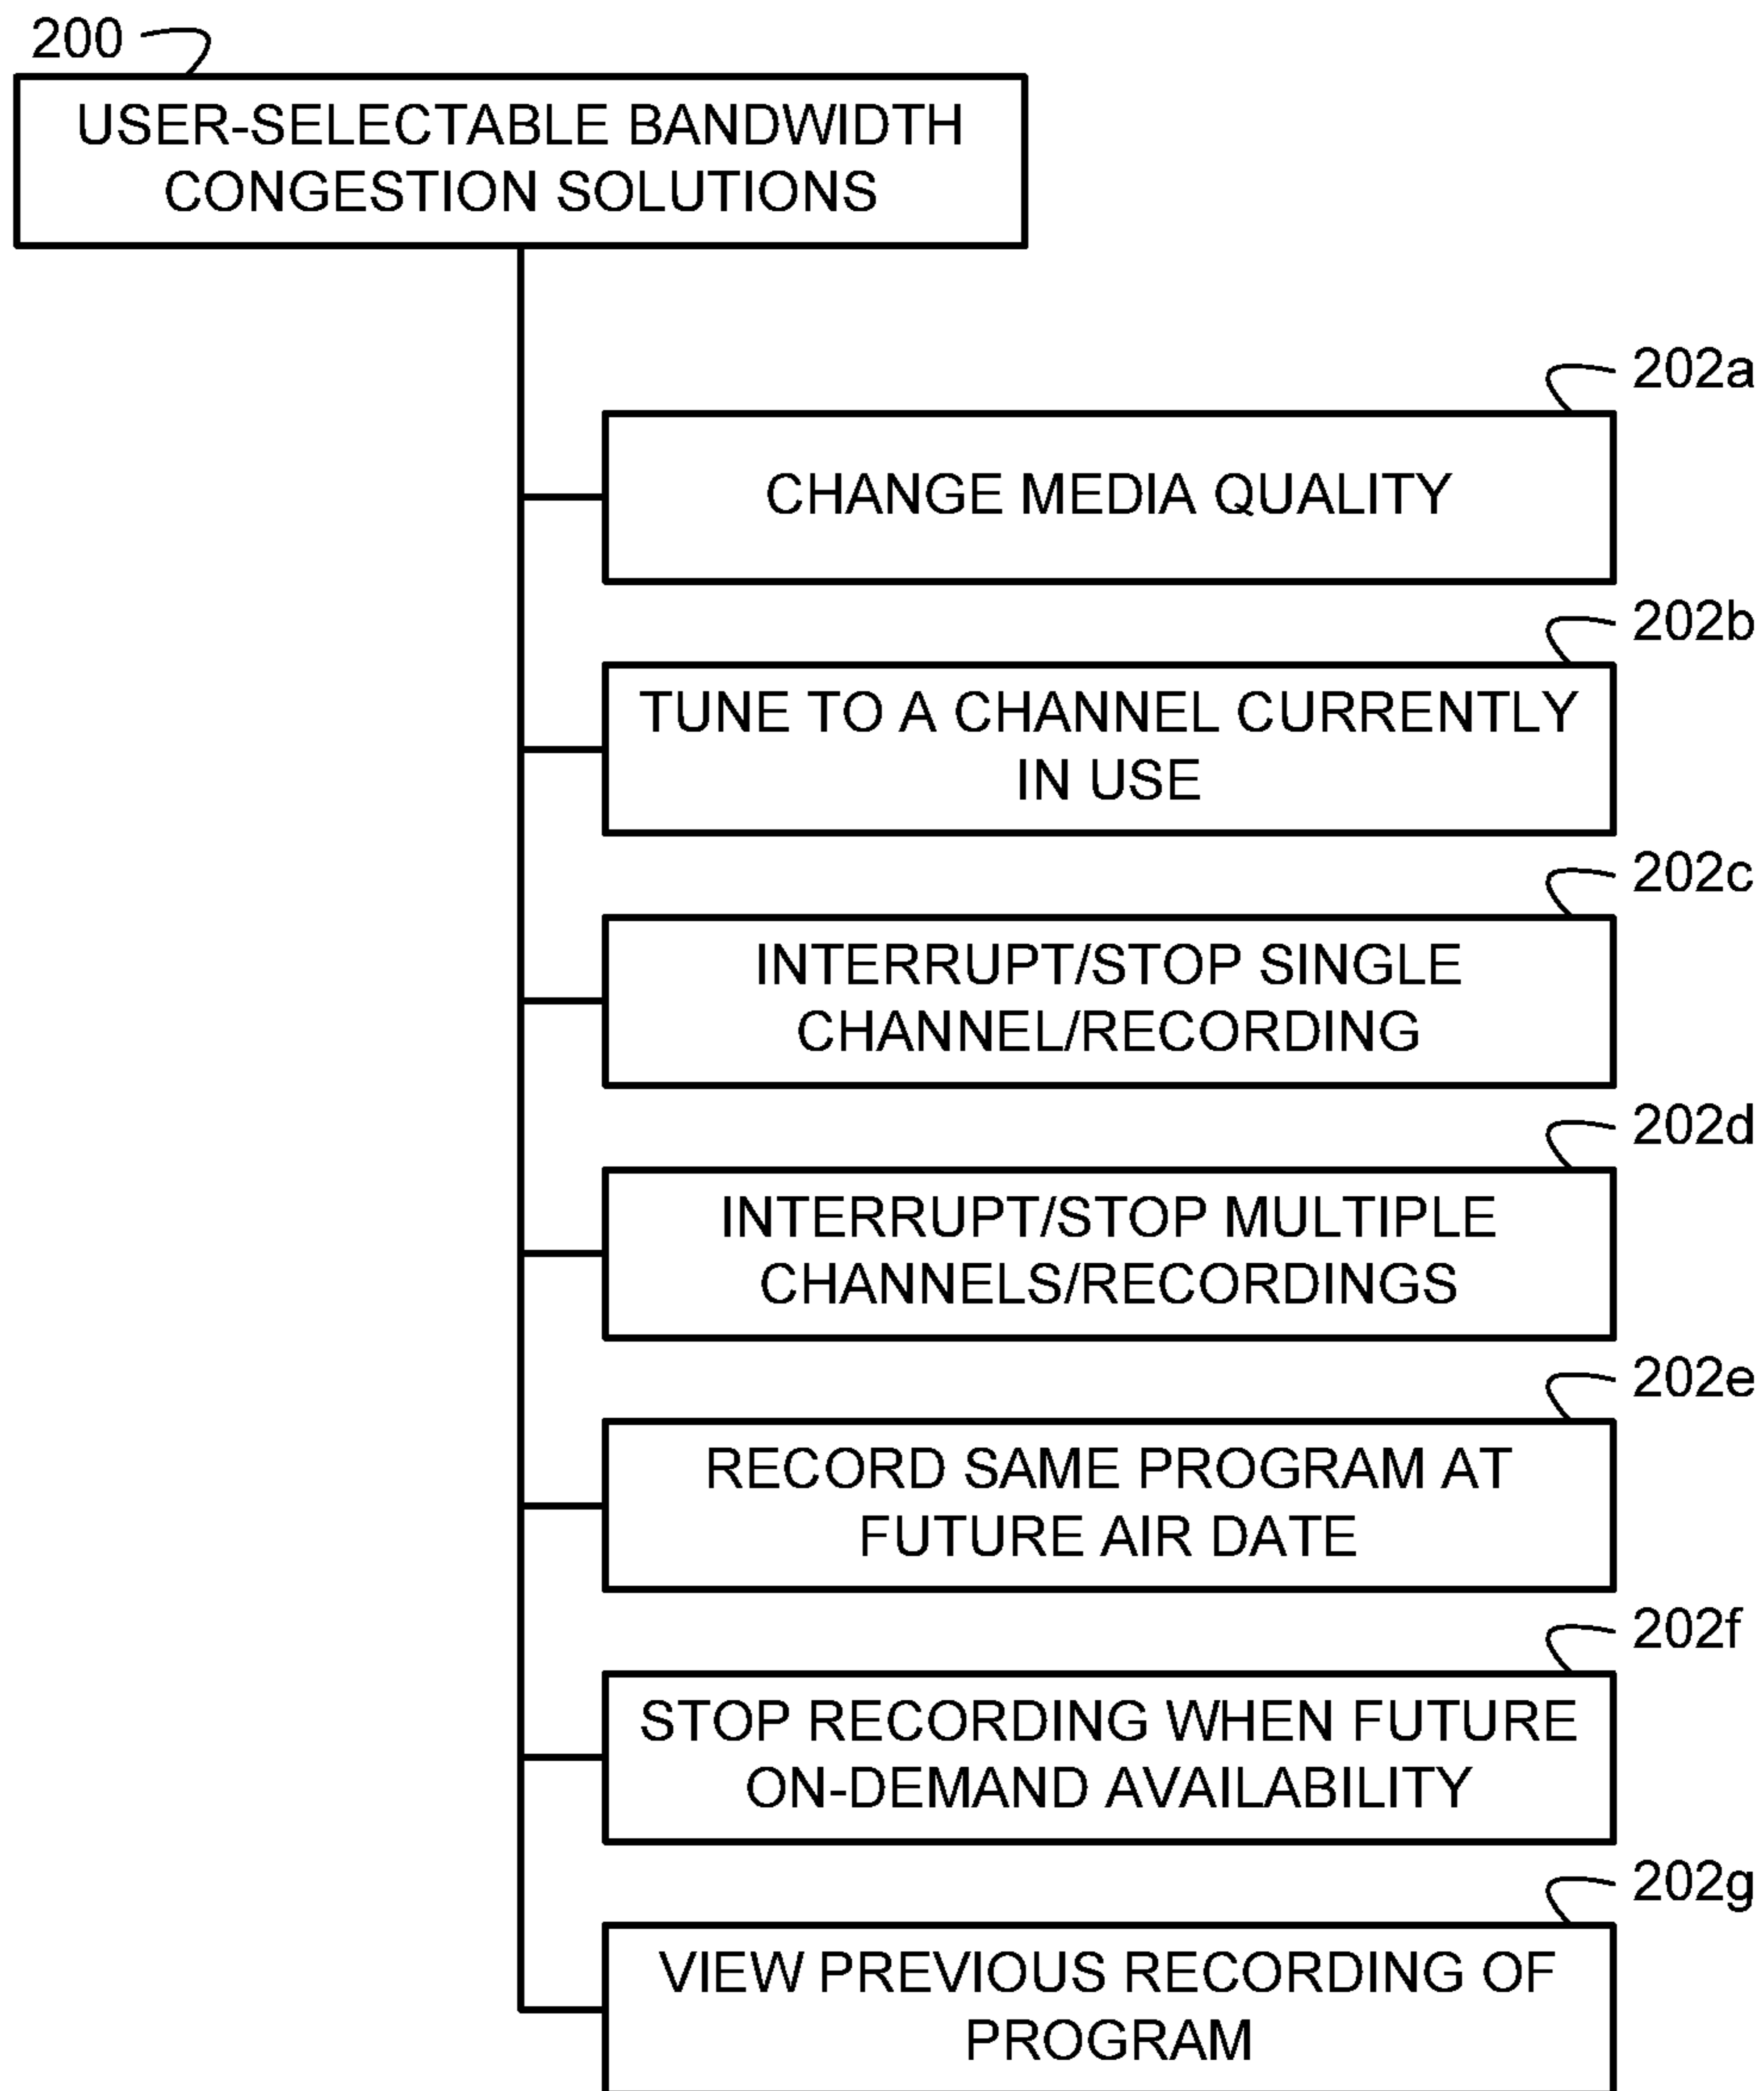 200
USER-SELECTABLE BANDWIDTH
CONGESTION SOLUTIONS
202a
CHANGE MEDIA QUALITY
202b
TUNE TO A CHANNEL CURRENTLY
IN USE
202c
INTERRUPT/STOP SINGLE
CHANNEL/RECORDING
202d
INTERRUPT/STOP MULTIPLE
CHANNELS/RECORDINGS
202e
RECORD SAME PROGRAM AT
FUTURE AIR DATE
202f
STOP RECORDING WHEN FUTURE
ON-DEMAND AVAILABILITY
202g
VIEW PREVIOUS RECORDING OF
PROGRAM